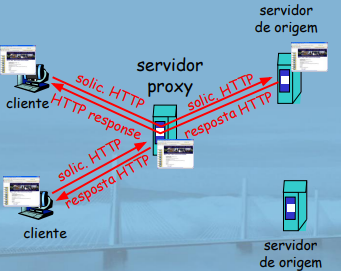 servidor
de origem
servidor
proxy
solic. HTTP
HTTP response
cliente
solic. HTTP
resposta HTTP
solic. HTTP
resposta HTTP
cliente
servidor
de origem